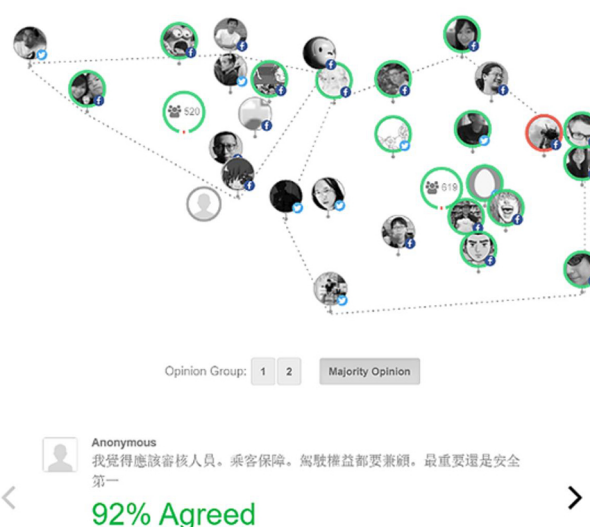 520
619
Opinion Group: 1 2 Majority Opinion
Anonymous
我覺得應該審核人員。乘客保障。駕駛權益都要兼顧。最重要還是安全
第一
92% Agreed